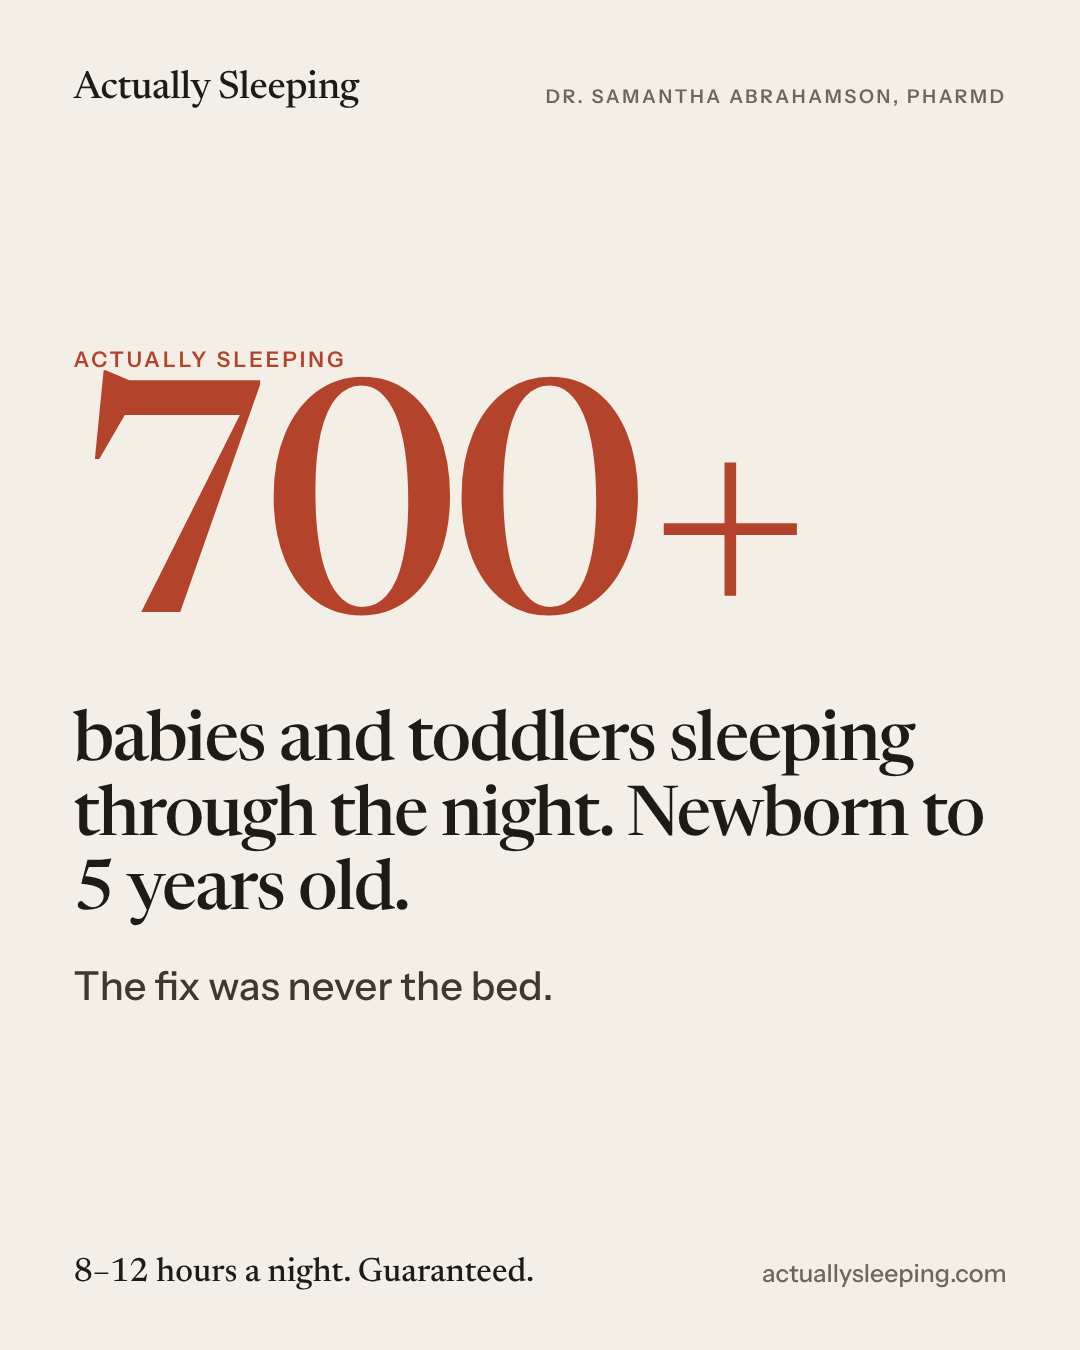 Actually Sleeping
DR. SAMANTHA ABRAHAMSON, PHARMD
ACTUALLY SLEEPING
700+
babies and toddlers sleeping
through the night. Newborn to
5 years old.
The fix was never the bed.
8–12 hours a night. Guaranteed.
actuallysleeping.com